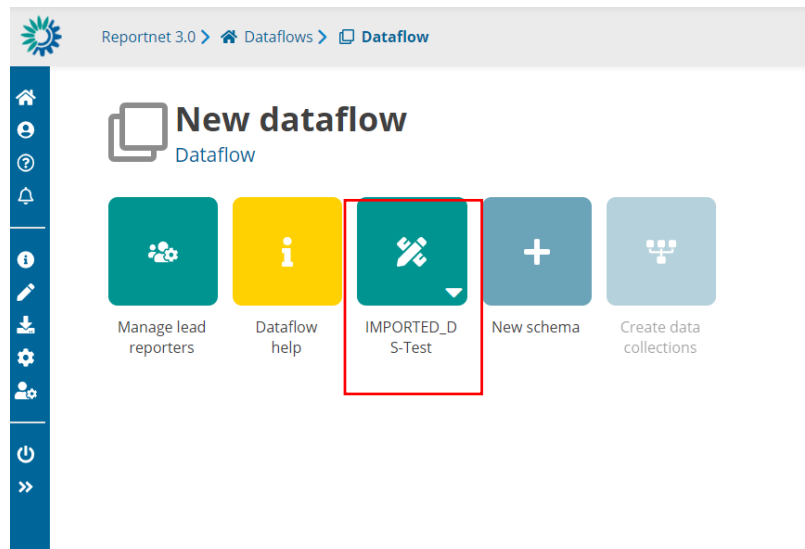 Reportnet 3.0 Dataflows Dataflow
New dataflow
Dataflow
Manage lead
reporters
Dataflow
help
IMPORTED_D
S-Test
New schema
Create data
collections